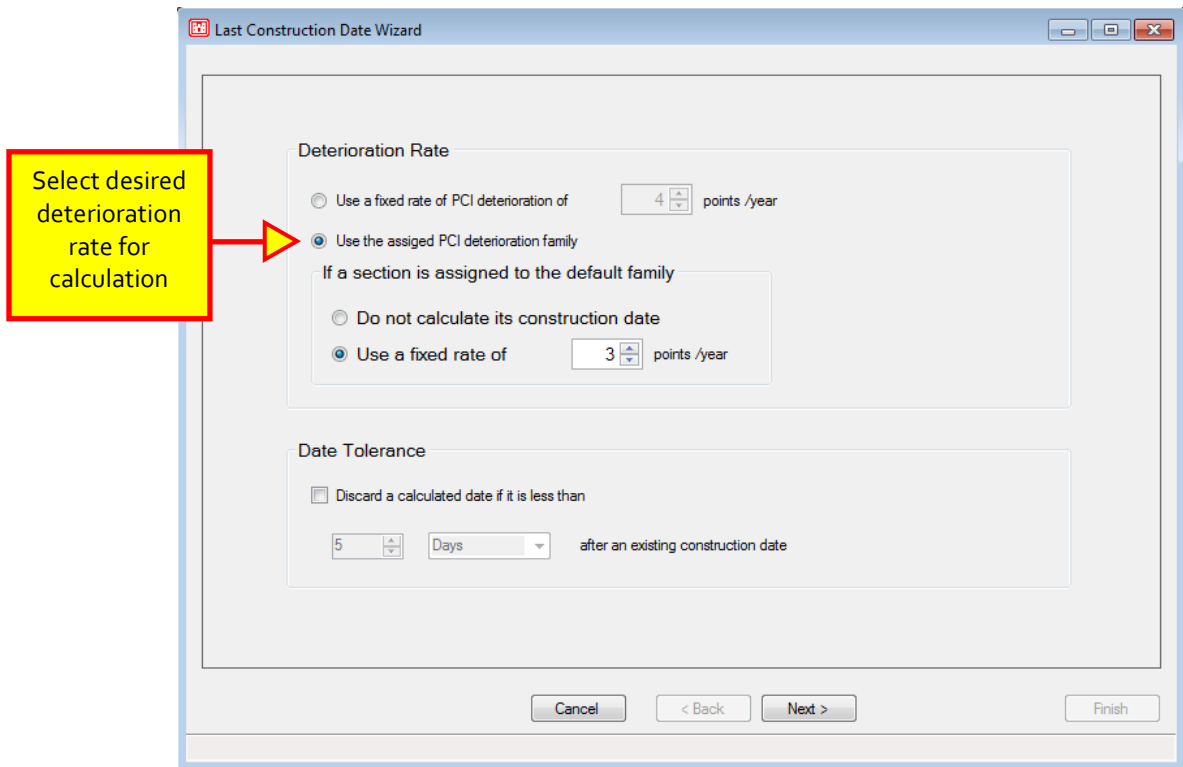 Last Construction Date Wizard
Select desired
deterioration
rate for
calculation
Deterioration Rate
Use a fixed rate of PCI deterioration of 4 points /year
Use the assiged PCI deterioration family
If a section is assigned to the default family
Do not calculate its construction date
Use a fixed rate of 3 points /year
Date Tolerance
Discard a calculated date if it is less than
5 Days after an existing construction date
Cancel < Back Next > Finish